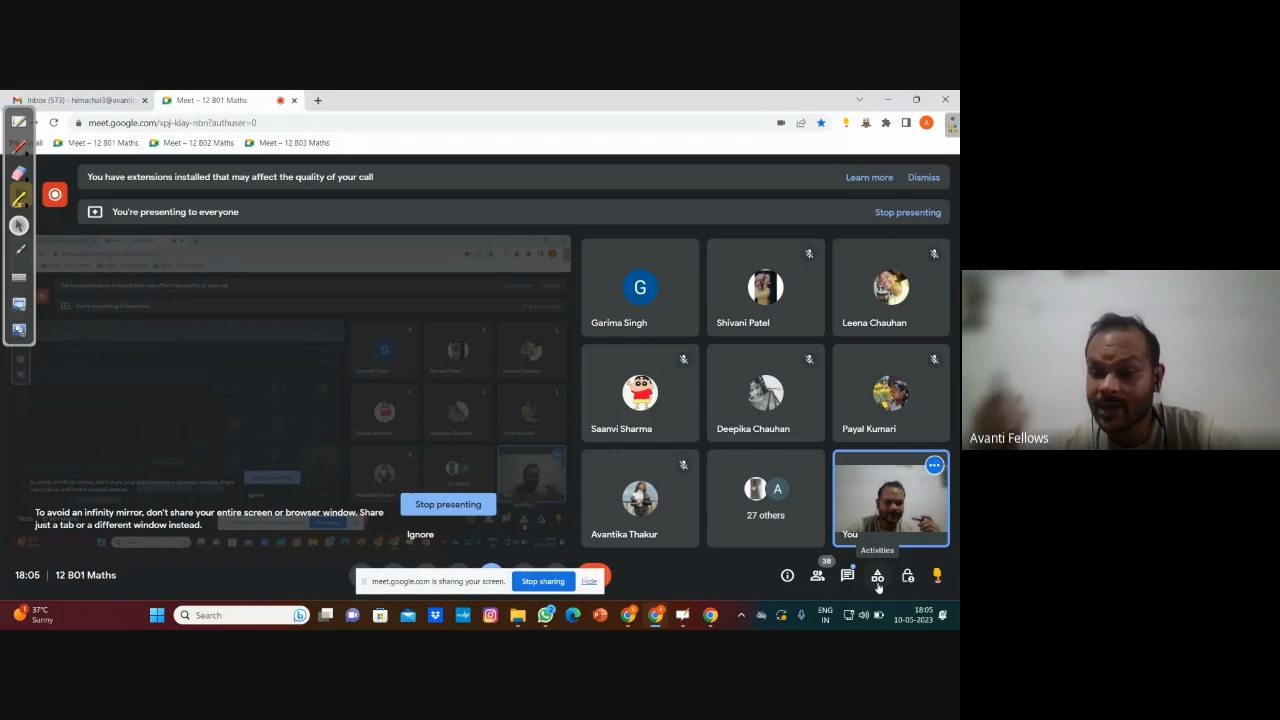 Inbox (573) - himachal3@avanti
Meet – 12 B01 Maths
meet.google.com/xpj-kiay-nbn?authuser=0
Meet – 12 B01 Maths
Meet – 12 B02 Maths
Meet – 12 B03 Maths
You have extensions installed that may affect the quality of your call
Learn more
Dismiss
You're presenting to everyone
Stop presenting
G
Garima Singh
Shivani Patel
Leena Chauhan
Saanvi Sharma
Deepika Chauhan
Payal Kumari
Avantika Thakur
A
27 others
You
Avanti Fellows
To avoid an infinity mirror, don't share your entire screen or browser window. Share
just a tab or a different window instead.
Stop presenting
Ignore
Activities
38
18:05 | 12 B01 Maths
meet.google.com is sharing your screen.
Stop sharing
Hide
37°C
Sunny
Search
ENG
IN
18:05
10-05-2023